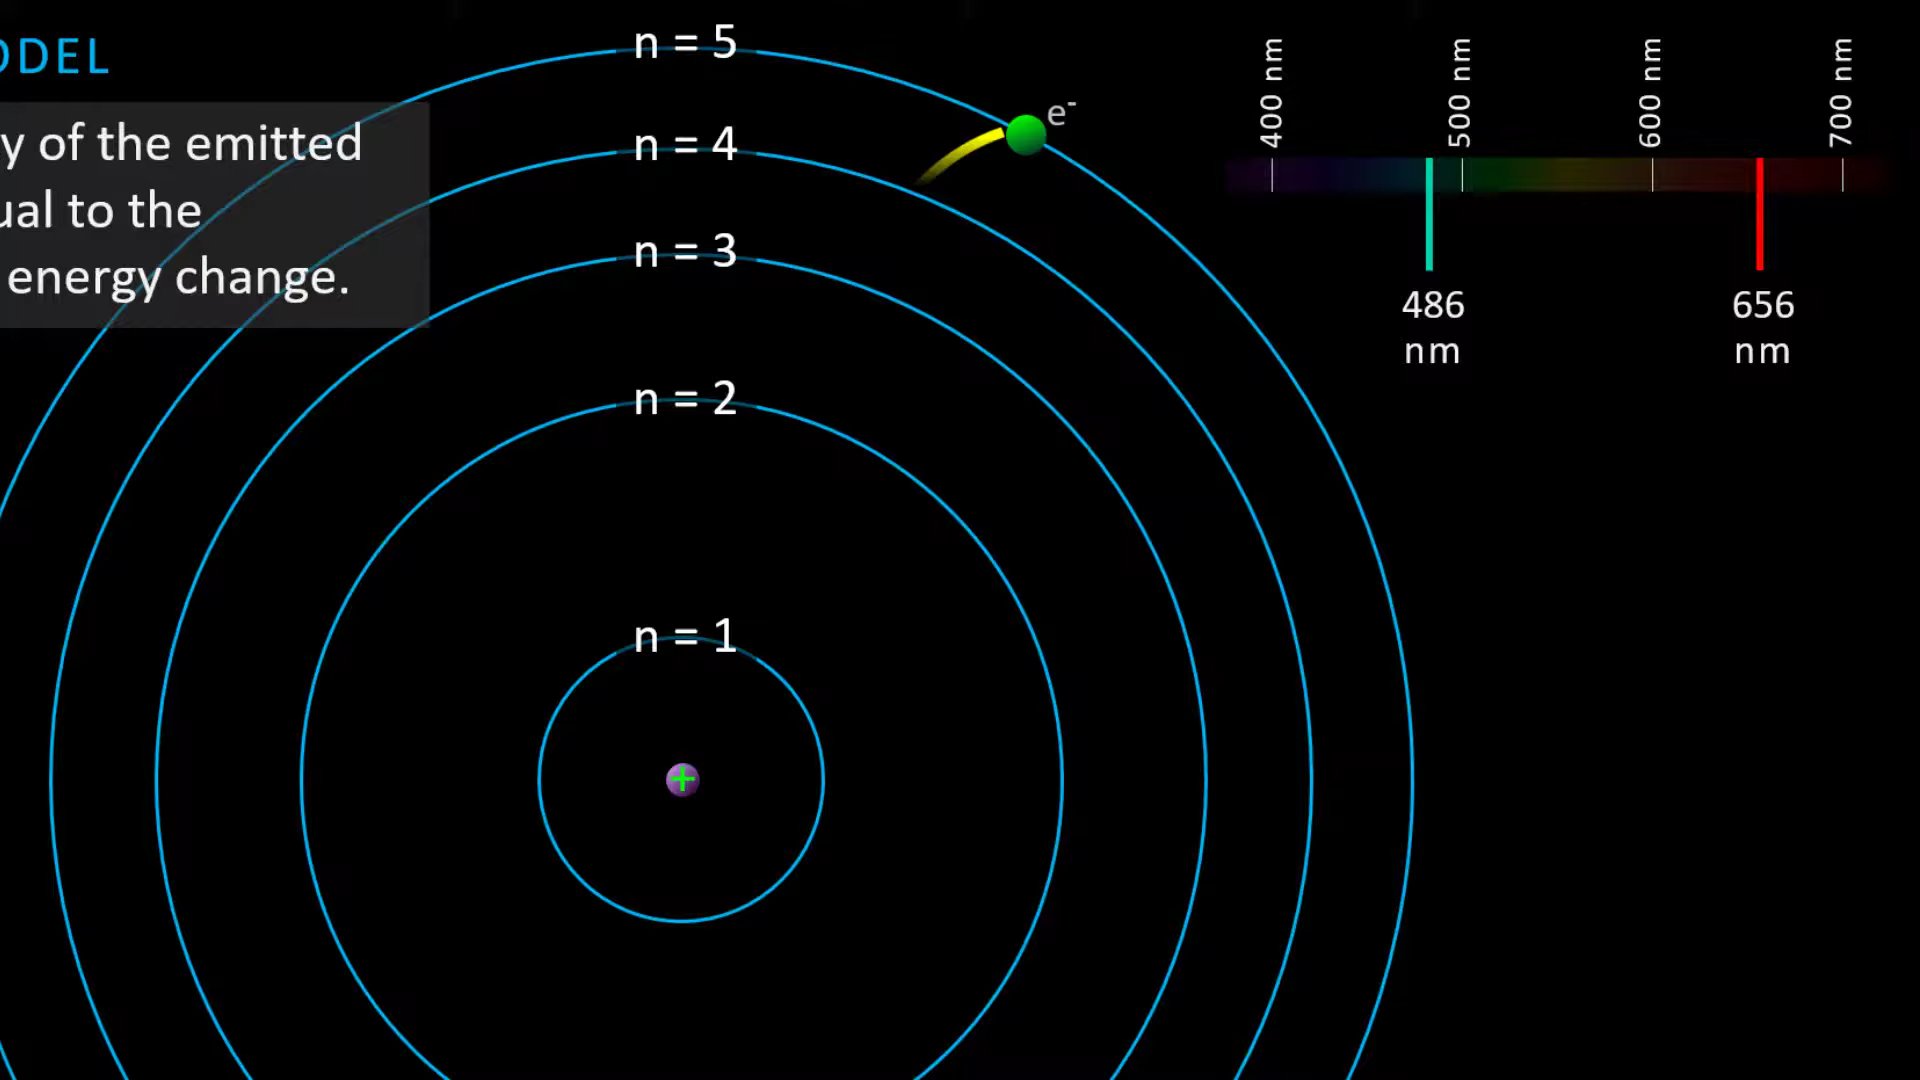 ODEL
y of the emitted
ual to the
energy change.
n = 5
n = 4
n = 3
n = 2
n = 1
e-
+
400 nm
500 nm
600 nm
700 nm
486
nm
656
nm